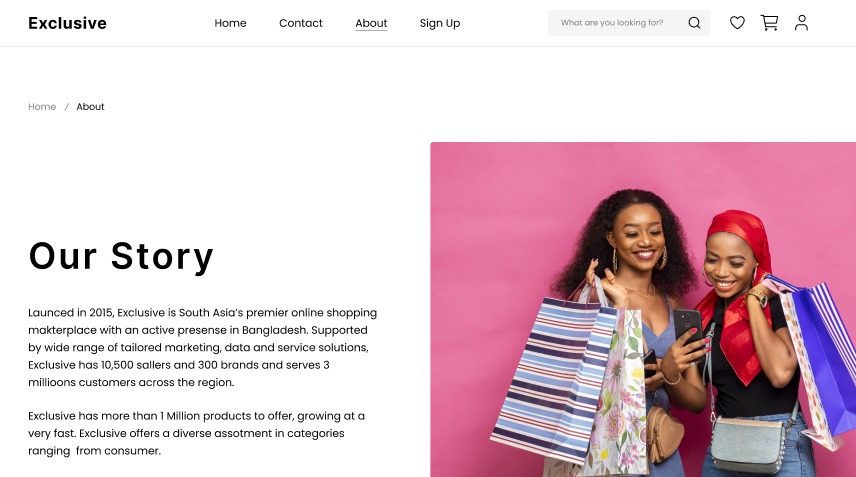 Exclusive
Home
Contact
About
Sign Up
What are you looking for?
Home / About
Our Story
Launced in 2015, Exclusive is South Asia’s premier online shopping
makterplace with an active presense in Bangladesh. Supported
by wide range of tailored marketing, data and service solutions,
Exclusive has 10,500 sallers and 300 brands and serves 3
millioons customers across the region.
Exclusive has more than 1 Million products to offer, growing at a
very fast. Exclusive offers a diverse assotment in categories
ranging  from consumer.